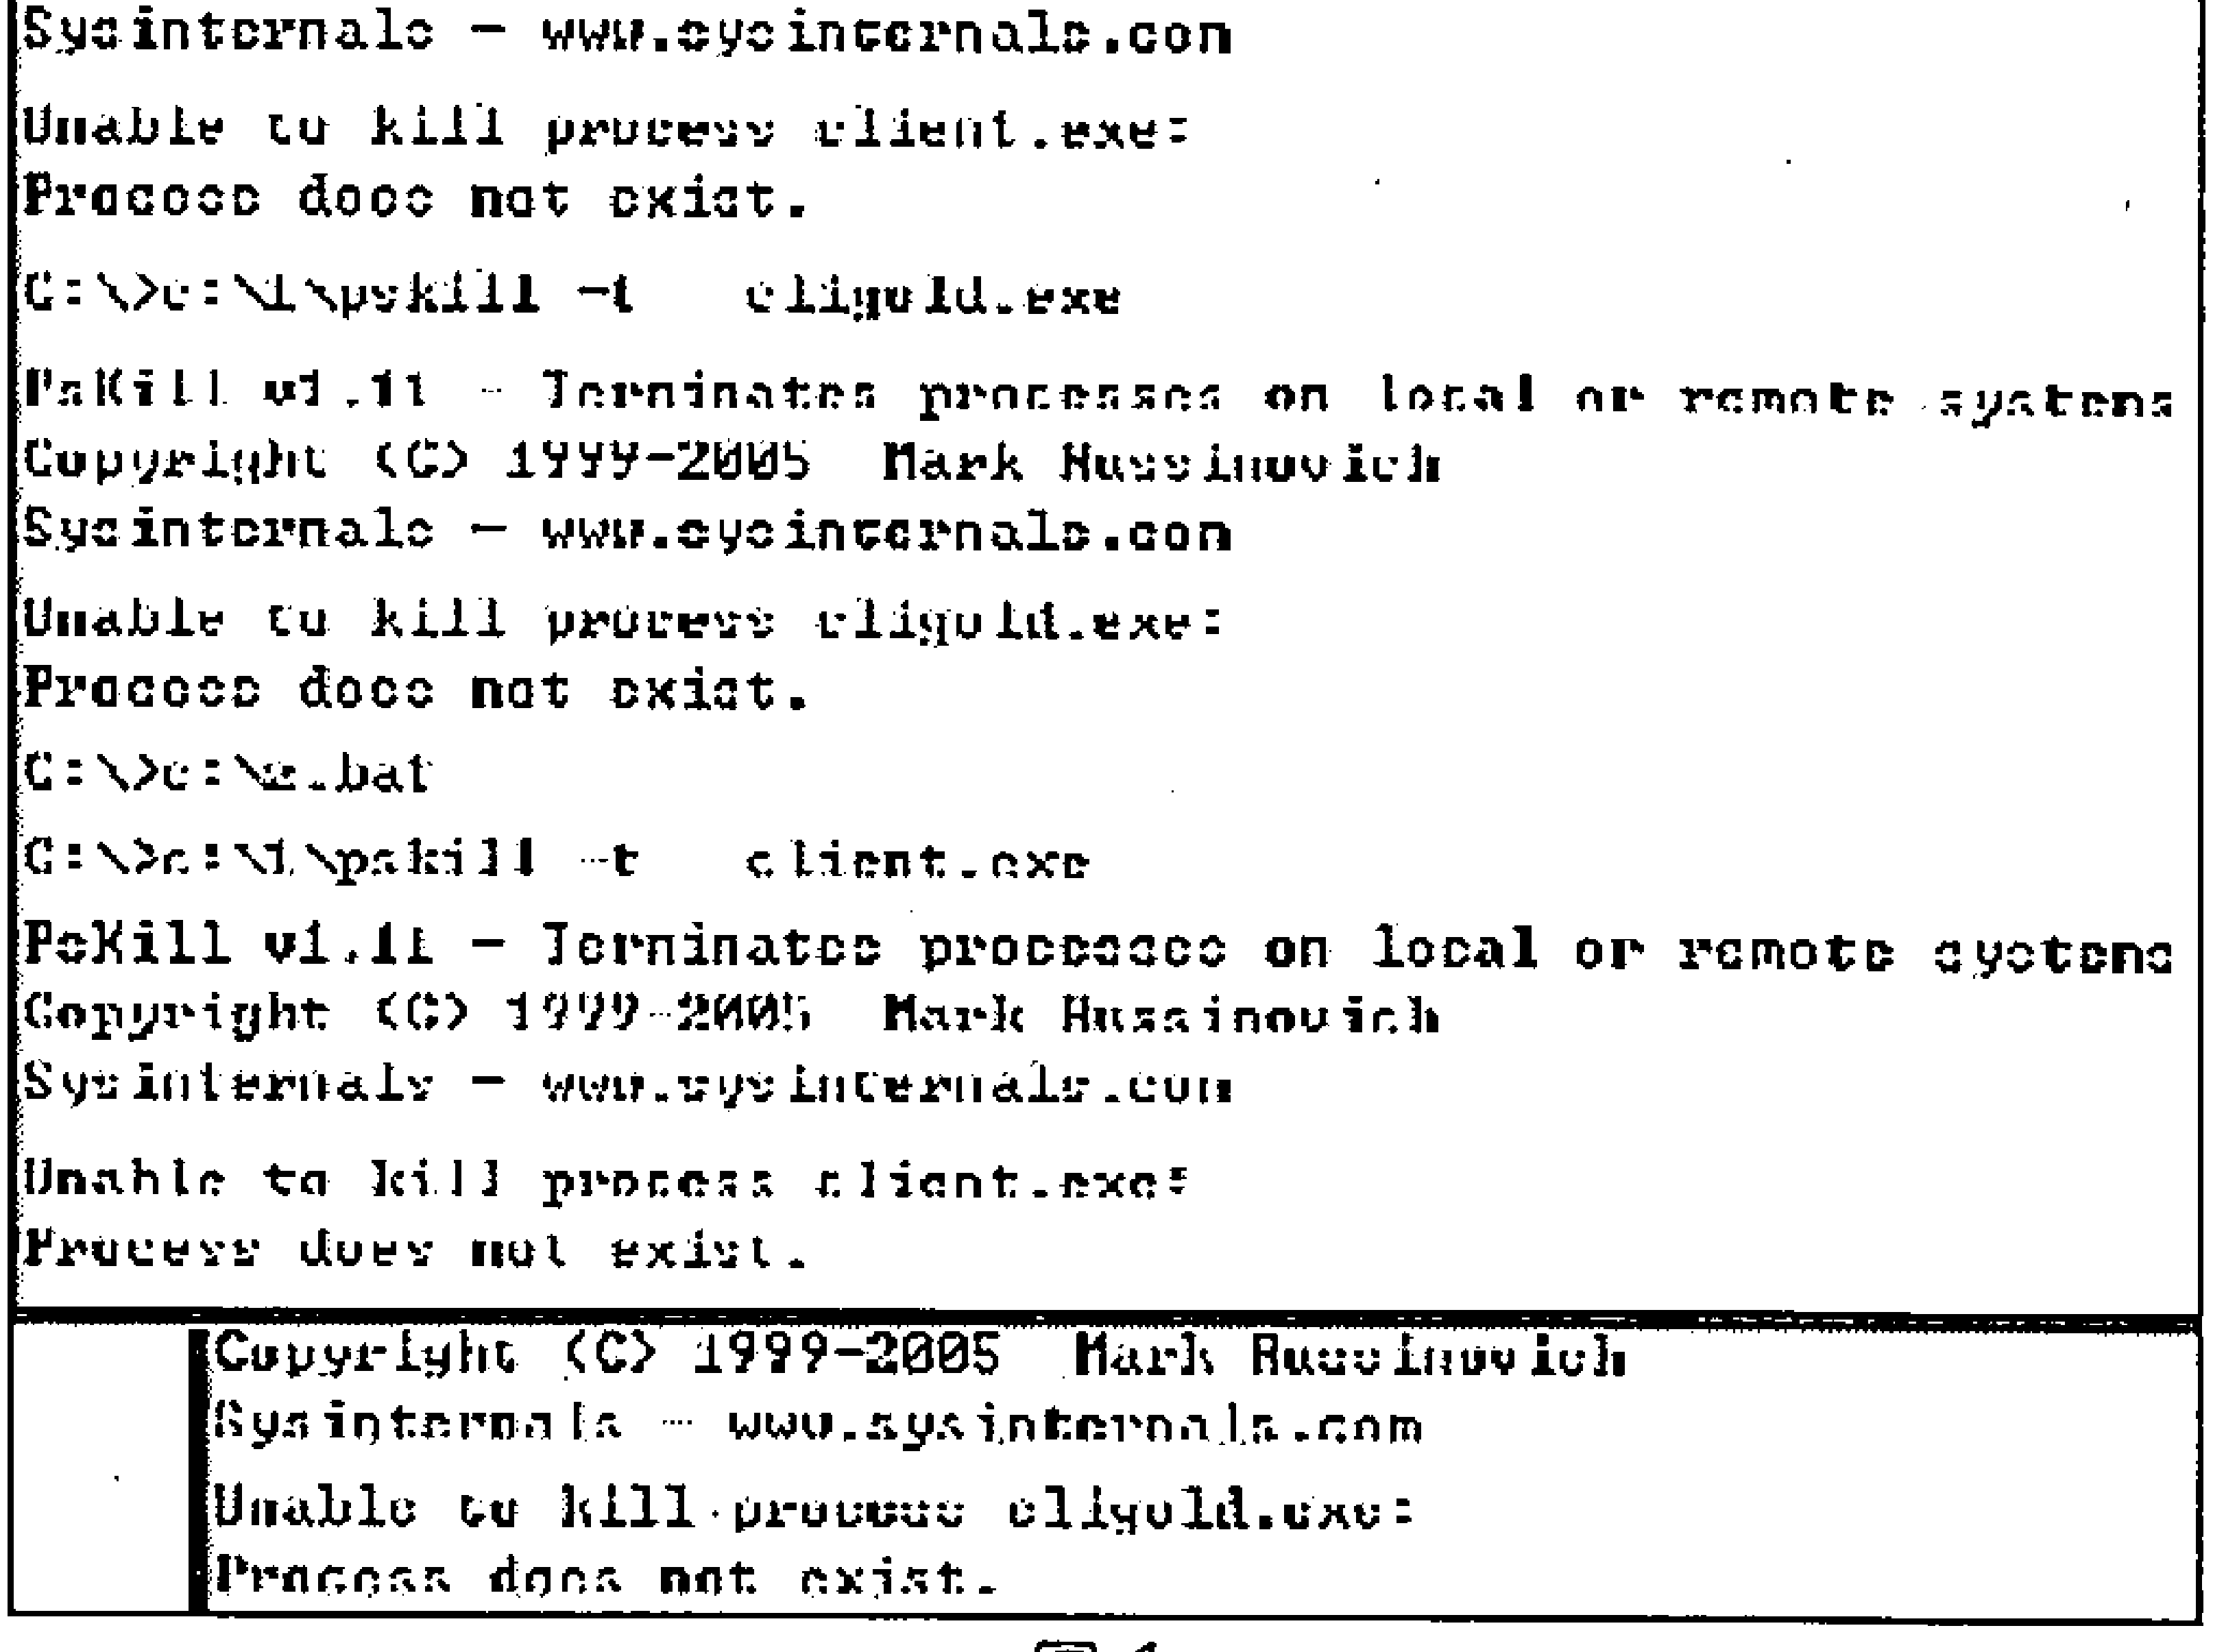 Sysinternals - www.sysinternals.com
Unable to kill process client.exe:
Process does not exist.
C:\>c:\1\pskill -t   cligold.exe
PsKill v1.11 - Terminates processes on local or remote systems
Copyright (C) 1999-2005  Mark Russinovich
Sysinternals - www.sysinternals.com
Unable to kill process cligold.exe:
Process does not exist.
C:\>c:\ .bat
C:\>c:\1\pskill -t   client.exe
PsKill v1.11 - Terminates processes on local or remote systems
Copyright (C) 1999-2005  Mark Russinovich
Sysinternals - www.sysinternals.com
Unable to kill process client.exe:
Process does not exist.
Copyright (C) 1999-2005  Mark Russinovich
Sysinternals - www.sysinternals.com
Unable to kill process cligold.exe:
Process does not exist.